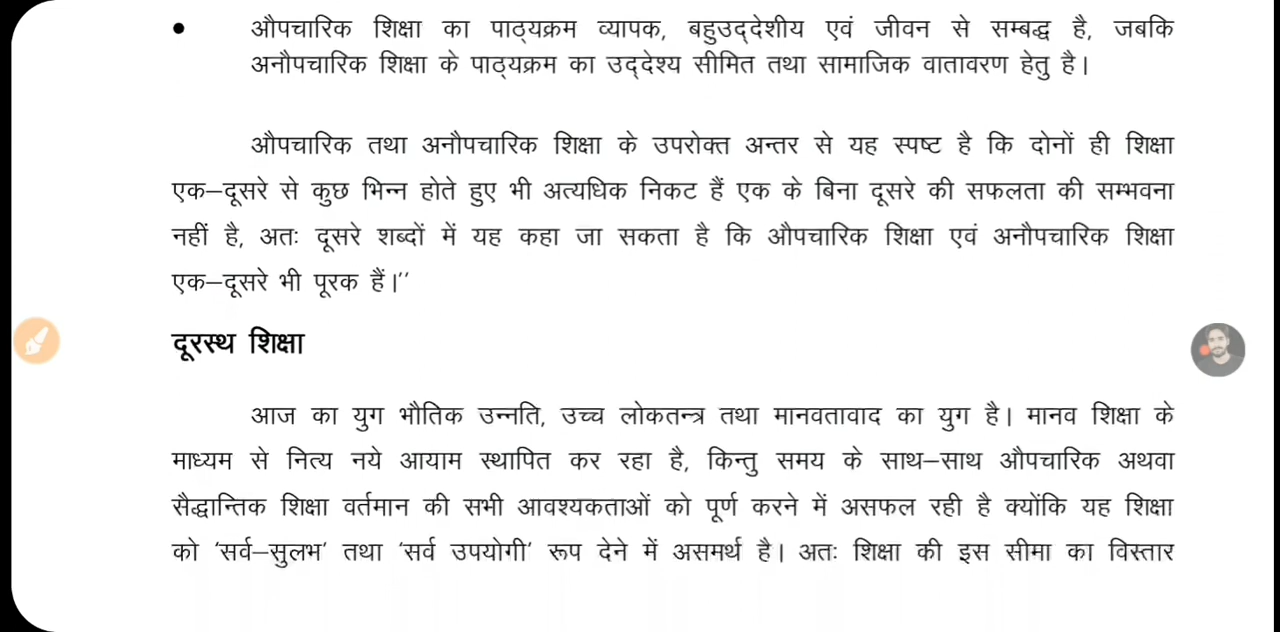 • औपचारिक शिक्षा का पाठ्यक्रम व्यापक, बहुउद्देशीय एवं जीवन से सम्बद्ध है, जबकि
अनौपचारिक शिक्षा के पाठ्यक्रम का उद्देश्य सीमित तथा सामाजिक वातावरण हेतु है।
औपचारिक तथा अनौपचारिक शिक्षा के उपरोक्त अन्तर से यह स्पष्ट है कि दोनों ही शिक्षा
एक–दूसरे से कुछ भिन्न होते हुए भी अत्यधिक निकट हैं एक के बिना दूसरे की सफलता की सम्भवना
नहीं है, अतः दूसरे शब्दों में यह कहा जा सकता है कि औपचारिक शिक्षा एवं अनौपचारिक शिक्षा
एक–दूसरे भी पूरक हैं।’’
दूरस्थ शिक्षा
आज का युग भौतिक उन्नति, उच्च लोकतन्त्र तथा मानवतावाद का युग है। मानव शिक्षा के
माध्यम से नित्य नये आयाम स्थापित कर रहा है, किन्तु समय के साथ–साथ औपचारिक अथवा
सैद्धान्तिक शिक्षा वर्तमान की सभी आवश्यकताओं को पूर्ण करने में असफल रही है क्योंकि यह शिक्षा
को ‘सर्व–सुलभ’ तथा ‘सर्व उपयोगी’ रूप देने में असमर्थ है। अतः शिक्षा की इस सीमा का विस्तार